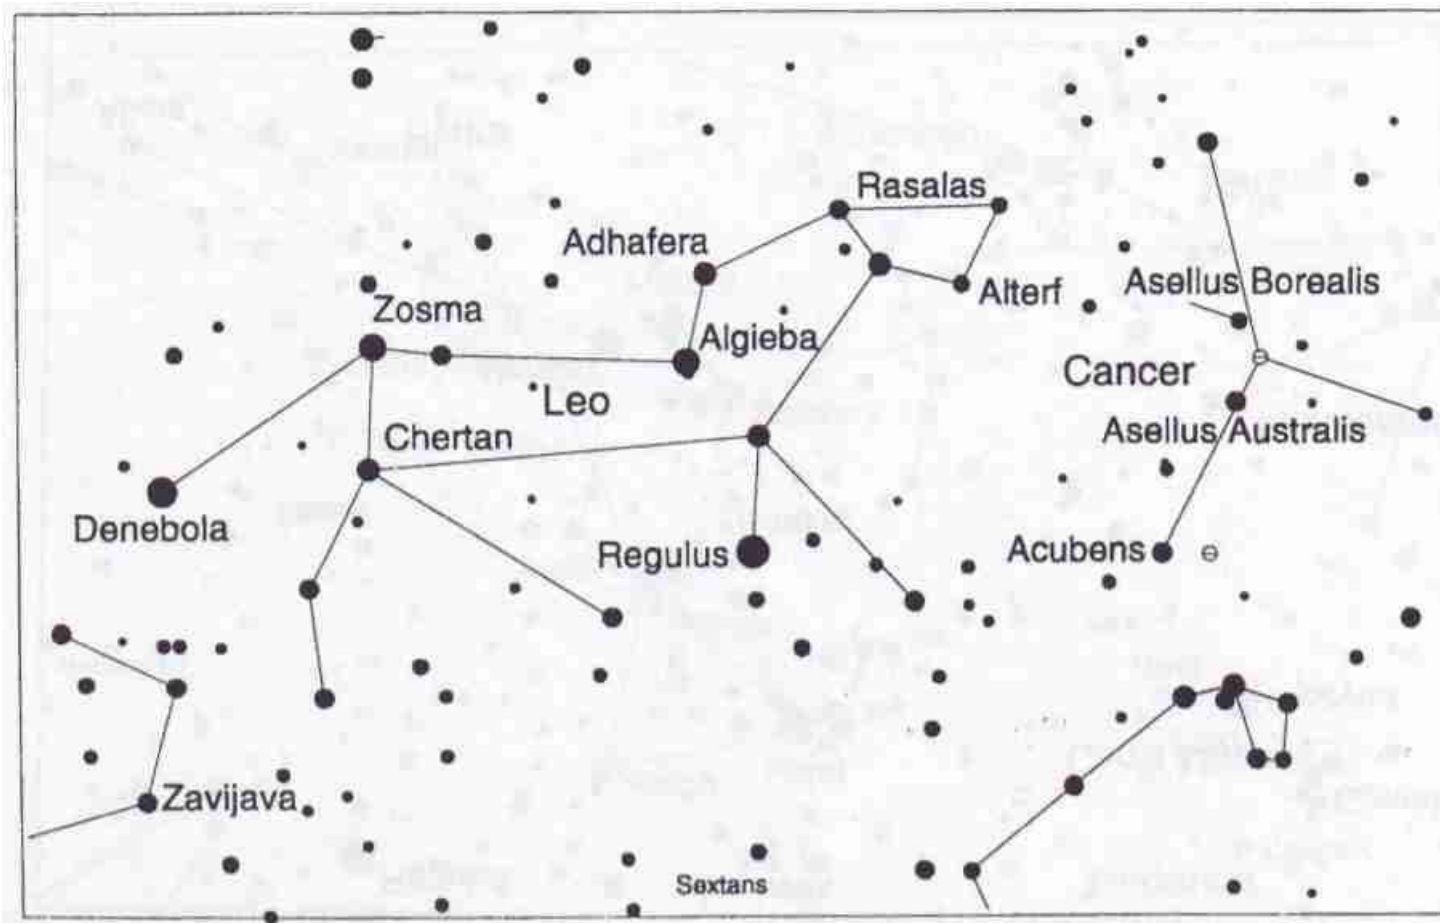 Rasalas
Adhafera
Alterf
Asellus Borealis
Zosma
Algieba
Cancer
Leo
Chertan
Asellus Australis
Denebola
Regulus
Acubens
Zavijava
Sextans